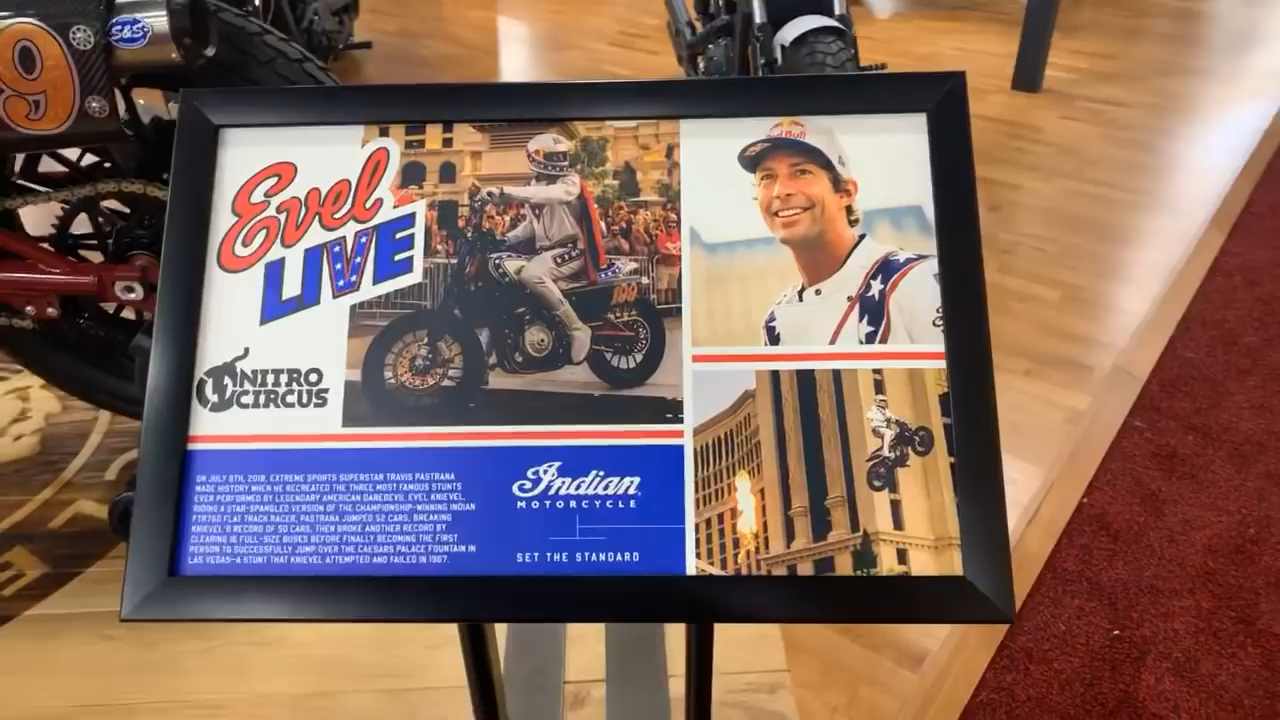 9
S&S
Evel
LIVE
NITRO
CIRCUS
199
Red Bull
ON JULY 8TH, 2018, EXTREME SPORTS SUPERSTAR TRAVIS PASTRANA
MADE HISTORY WHEN HE RECREATED THE THREE MOST FAMOUS STUNTS
EVER PERFORMED BY LEGENDARY AMERICAN DAREDEVIL EVEL KNIEVEL.
RIDING A STAR-SPANGLED VERSION OF THE CHAMPIONSHIP-WINNING INDIAN
FTR750 FLAT TRACK RACER, PASTRANA JUMPED 52 CARS, BREAKING
KNIEVEL'S RECORD OF 50 CARS, THEN BROKE ANOTHER RECORD BY
CLEARING 16 FULL-SIZE BUSES BEFORE FINALLY BECOMING THE FIRST
PERSON TO SUCCESSFULLY JUMP OVER THE CAESARS PALACE FOUNTAIN IN
LAS VEGAS—A STUNT THAT KNIEVEL ATTEMPTED AND FAILED IN 1967.
Indian
MOTORCYCLE
SET THE STANDARD